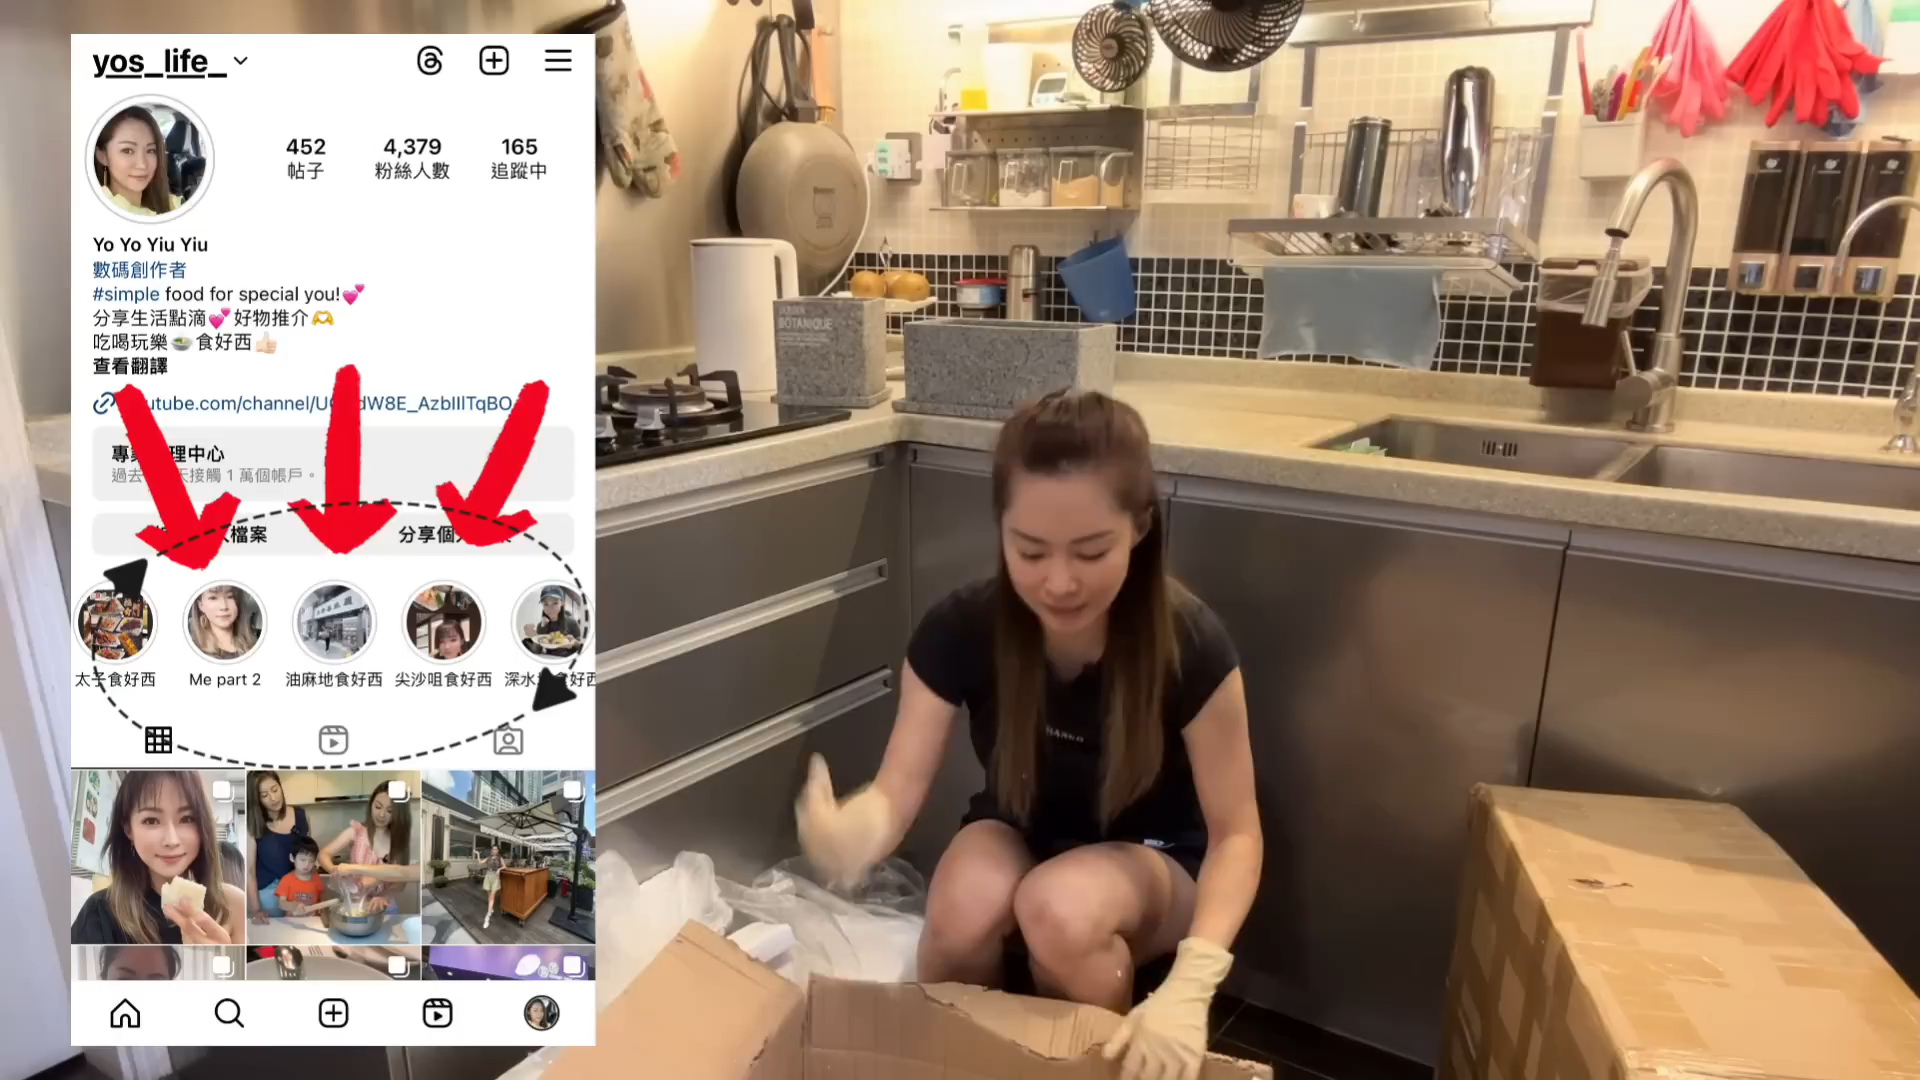 yos_life_
452
帖子
4,379
粉絲人數
165
追蹤中
Yo Yo Yiu Yiu
數碼創作者
#simple food for special you!💕
分享生活點滴💕好物推介🫶
吃喝玩樂🍲食好西👍🏻
查看翻譯
utube.com/channel/U
dW8E_AzbIIlTqBO
理中心
過去
天接觸 1 萬個帳戶。
檔案
分享個
太子食好西
Me part 2
油麻地食好西
尖沙咀食好西
深水
好西
BOTANIQUE